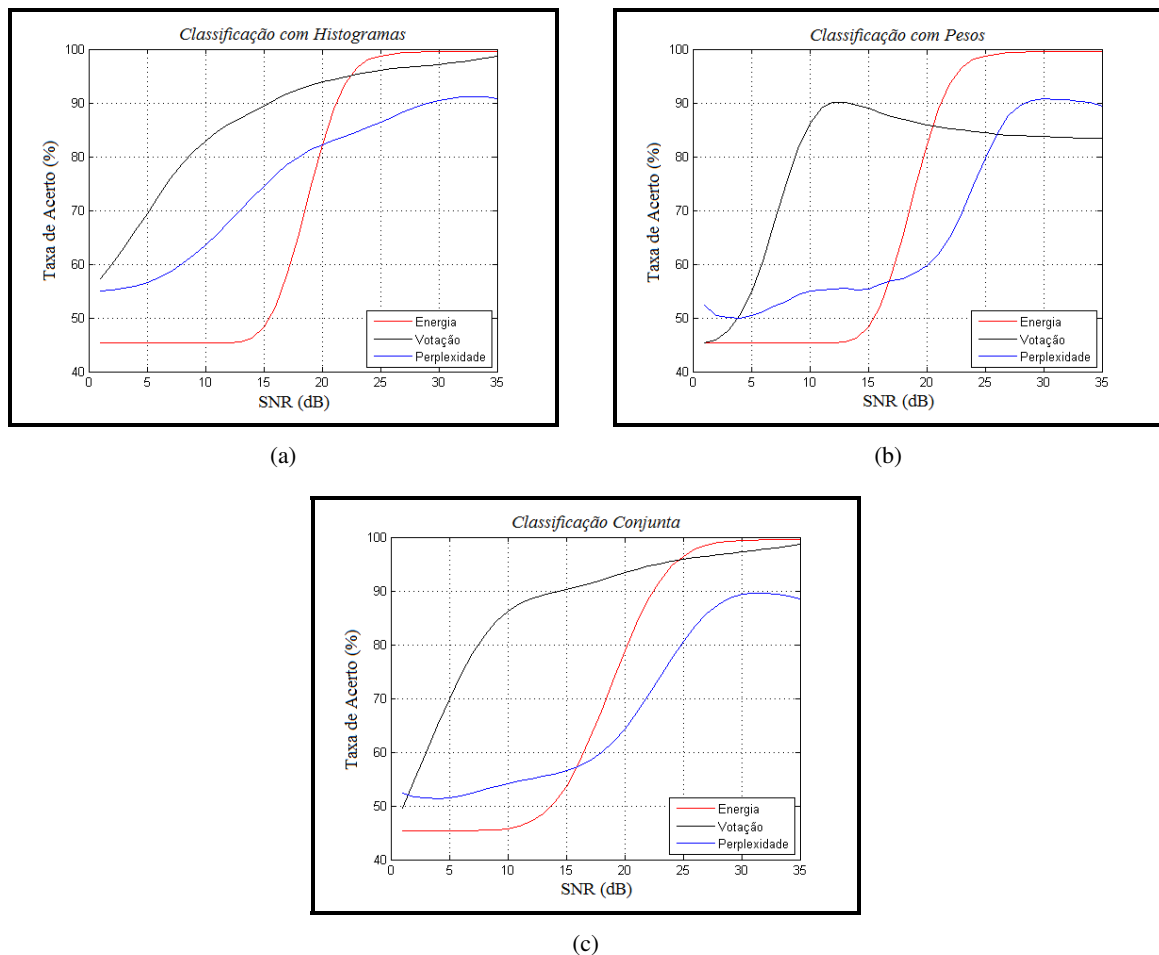 Classificação com Histogramas
Taxa de Acerto (%)
100
90
80
70
60
50
40
0 5 10 15 20 25 30 35
SNR (dB)
Energia
Votação
Perplexidade
(a)
Classificação com Pesos
Taxa de Acerto (%)
100
90
80
70
60
50
40
0 5 10 15 20 25 30 35
SNR (dB)
Energia
Votação
Perplexidade
(b)
Classificação Conjunta
Taxa de Acerto (%)
100
90
80
70
60
50
40
0 5 10 15 20 25 30 35
SNR (dB)
Energia
Votação
Perplexidade
(c)